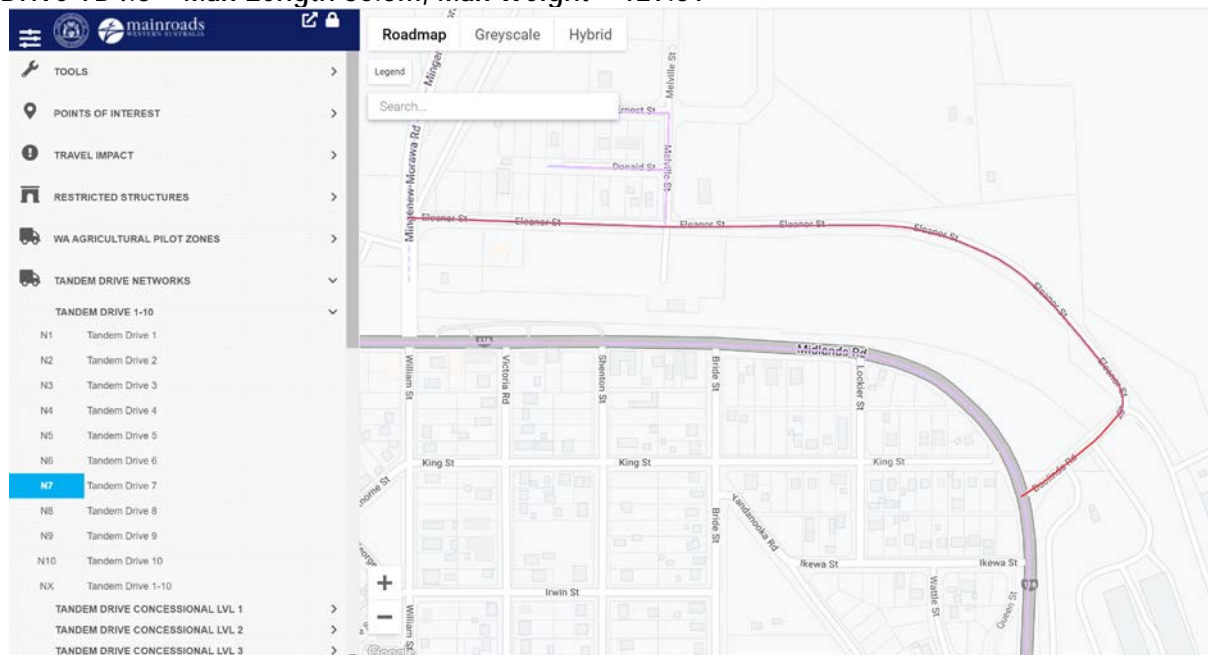 mainroads
WESTERN AUSTRALIA
TOOLS
POINTS OF INTEREST
TRAVEL IMPACT
RESTRICTED STRUCTURES
WA AGRICULTURAL PILOT ZONES
TANDEM DRIVE NETWORKS
TANDEM DRIVE 1-10
N1 Tandem Drive 1
N2 Tandem Drive 2
N3 Tandem Drive 3
N4 Tandem Drive 4
N5 Tandem Drive 5
N6 Tandem Drive 6
N7 Tandem Drive 7
N8 Tandem Drive 8
N9 Tandem Drive 9
N10 Tandem Drive 10
NX Tandem Drive 1-10
TANDEM DRIVE CONCESSIONAL LVL 1
TANDEM DRIVE CONCESSIONAL LVL 2
TANDEM DRIVE CONCESSIONAL LVL 3
Roadmap Greyscale Hybrid
Legend
Search...
Melville St
Ernest St
Mingenew-Morawa Rd
Donald St
Melville St
Eleanor St
Eleanor St
Eleanor St
Eleanor St
Eleanor St
Eleanor St
Eleanor St
Midlands Rd
William St
Victoria Rd
Shenton St
Bride St
Lockier St
King St
King St
King St
Bride St
Yandanooka Rd
Ikewa St
Ikewa St
Wattle St
Queen St
Irwin St
William St
Google